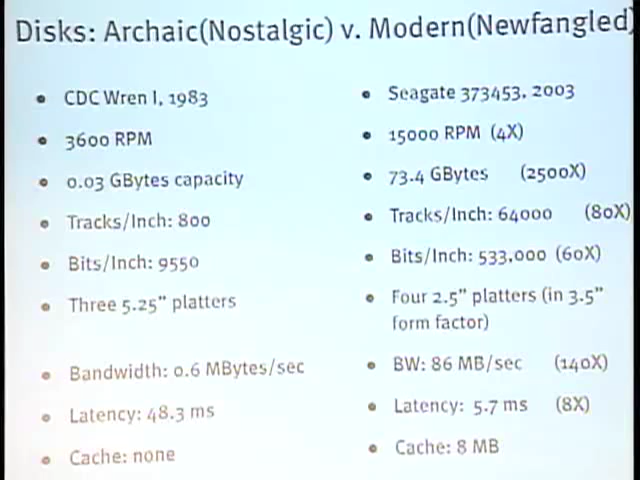 Disks: Archaic(Nostalgic) v. Modern(Newfangled)
• CDC Wren I, 1983
• 3600 RPM
• 0.03 GBytes capacity
• Tracks/Inch: 800
• Bits/Inch: 9550
• Three 5.25” platters
• Bandwidth: 0.6 MBytes/sec
• Latency: 48.3 ms
• Cache: none
• Seagate 373453, 2003
• 15000 RPM (4X)
• 73.4 GBytes (2500X)
• Tracks/Inch: 64000 (80X)
• Bits/Inch: 533,000 (60X)
• Four 2.5” platters (in 3.5”
form factor)
• BW: 86 MB/sec (140X)
• Latency: 5.7 ms (8X)
• Cache: 8 MB